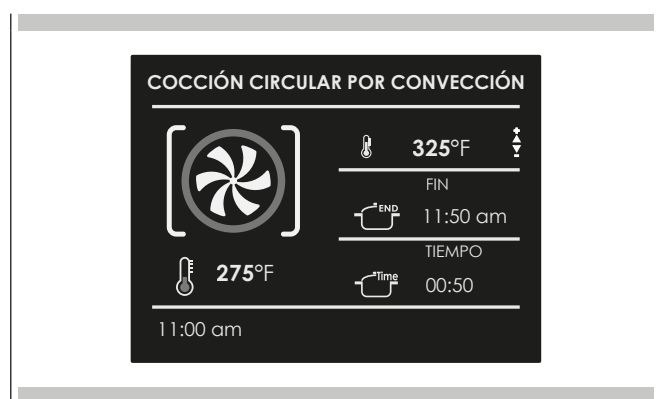 COCCIÓN CIRCULAR POR CONVECCIÓN
325°F
FIN
END
11:50 am
TIEMPO
Time
00:50
275°F
11:00 am